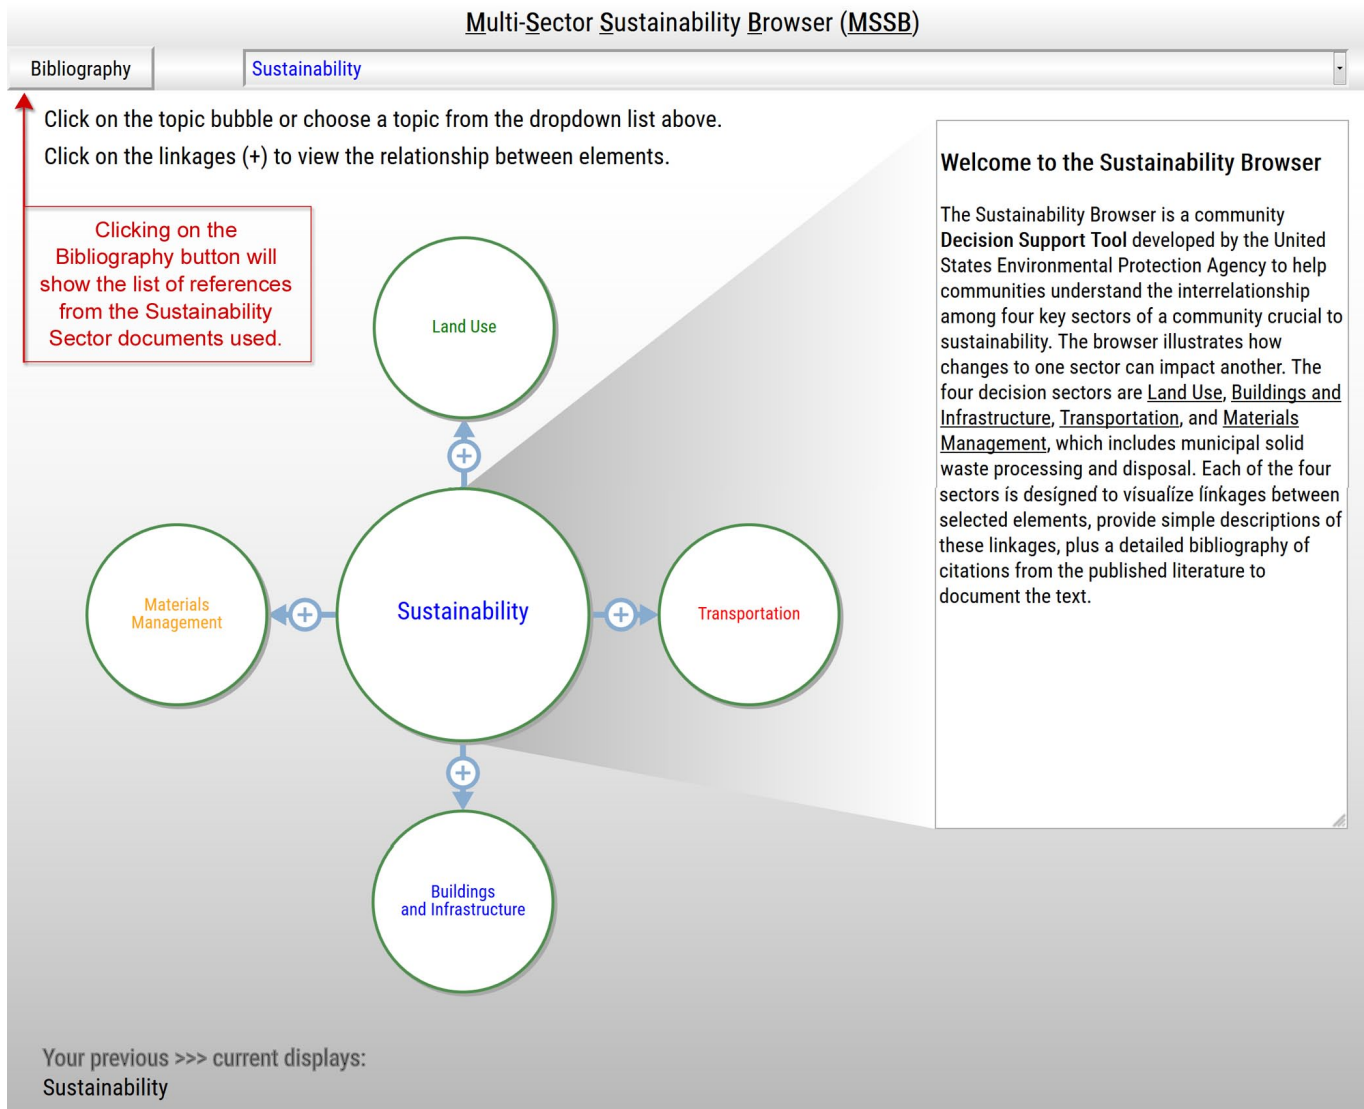 Multi-Sector Sustainability Browser (MSSB)
Bibliography
Sustainability
Click on the topic bubble or choose a topic from the dropdown list above.
Click on the linkages (+) to view the relationship between elements.
Clicking on the
Bibliography button will
show the list of references
from the Sustainability
Sector documents used.
Land Use
Materials
Management
Sustainability
Transportation
Buildings
and Infrastructure
Welcome to the Sustainability Browser
The Sustainability Browser is a community
Decision Support Tool developed by the United
States Environmental Protection Agency to help
communities understand the interrelationship
among four key sectors of a community crucial to
sustainability. The browser illustrates how
changes to one sector can impact another. The
four decision sectors are Land Use, Buildings and
Infrastructure, Transportation, and Materials
Management, which includes municipal solid
waste processing and disposal. Each of the four
sectors is designed to visualize linkages between
selected elements, provide simple descriptions of
these linkages, plus a detailed bibliography of
citations from the published literature to
document the text.
Your previous >>> current displays:
Sustainability